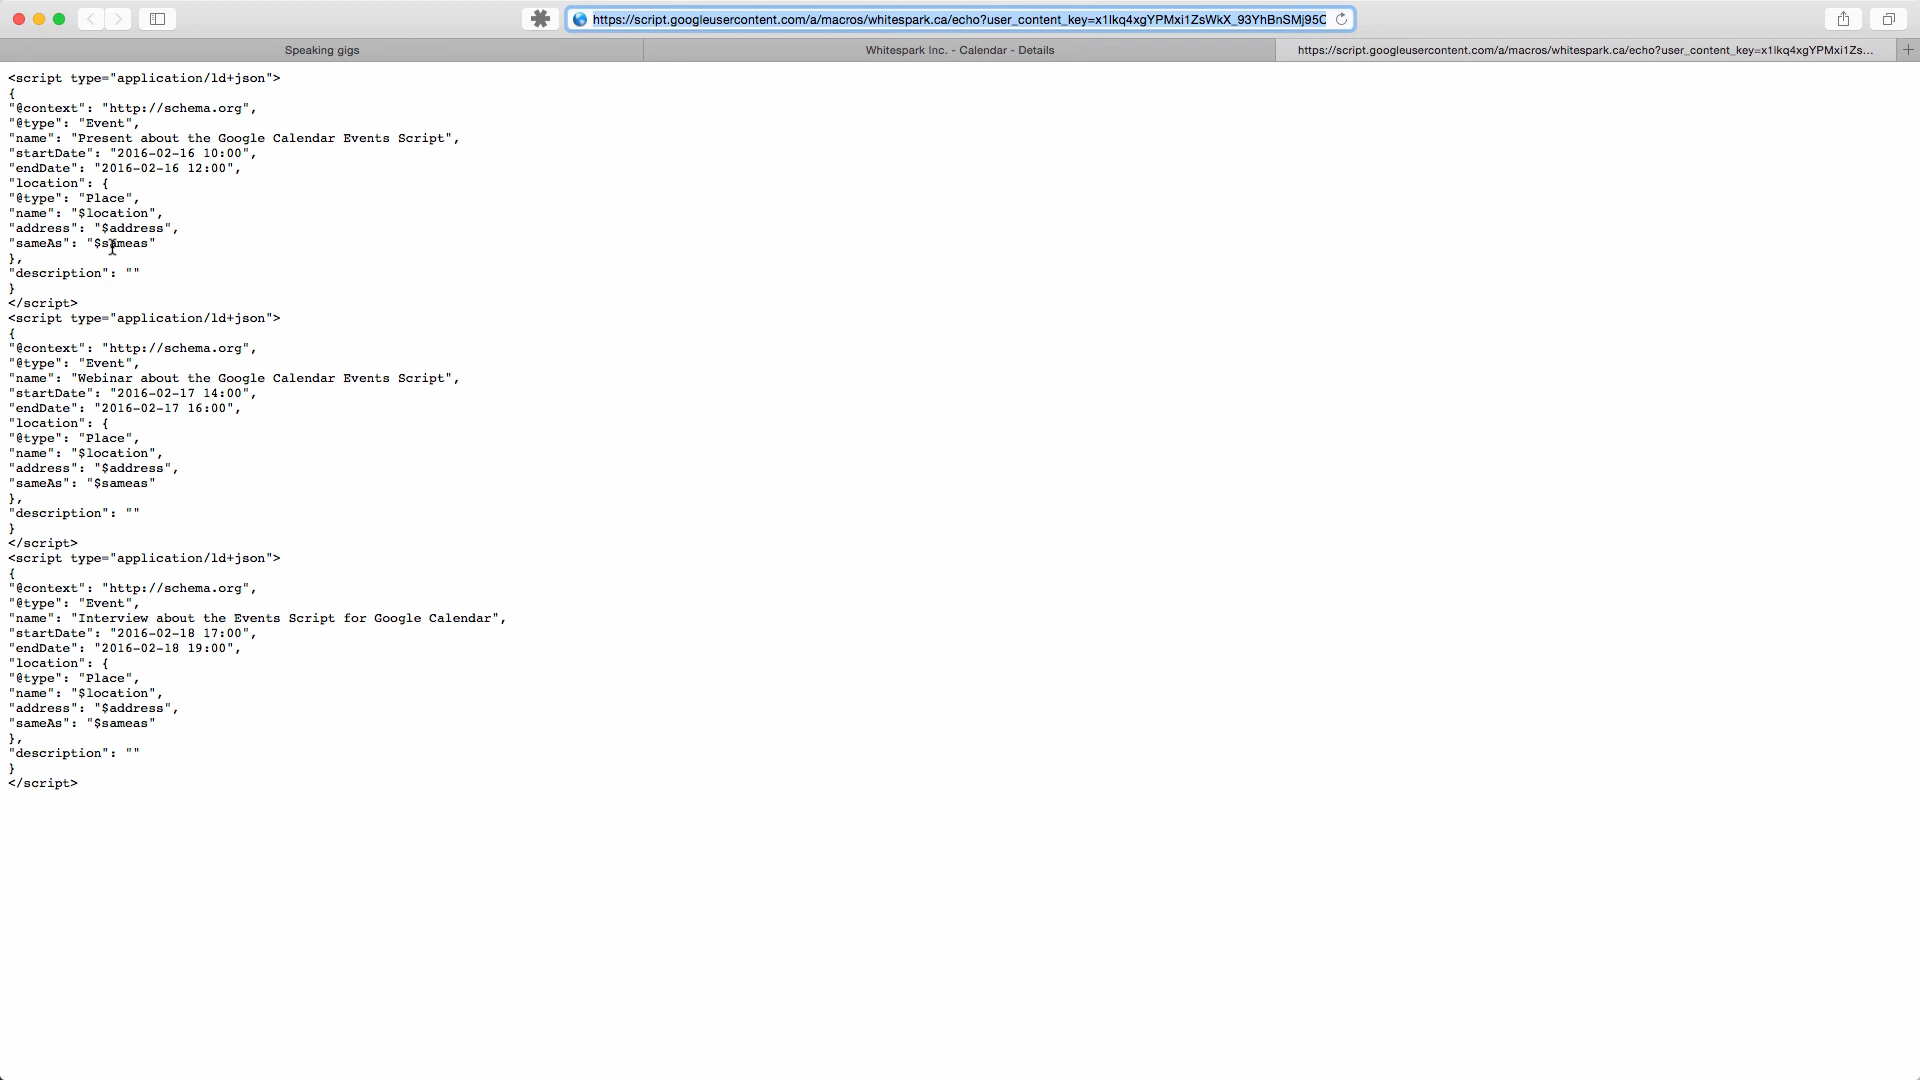 https://script.googleusercontent.com/a/macros/whitespark.ca/echo?user_content_key=x1lkq4xgYPMxi1ZsWkX_93YhBnSMj95C
Speaking gigs
Whitespark Inc. - Calendar - Details
https://script.googleusercontent.com/a/macros/whitespark.ca/echo?user_content_key=x1lkq4xgYPMxi1Zs...
<script type="application/ld+json">
{
"@context": "http://schema.org",
"@type": "Event",
"name": "Present about the Google Calendar Events Script",
"startDate": "2016-02-16 10:00",
"endDate": "2016-02-16 12:00",
"location": {
"@type": "Place",
"name": "$location",
"address": "$address",
"sameAs": "$sameas"
},
"description": ""
}
</script>
<script type="application/ld+json">
{
"@context": "http://schema.org",
"@type": "Event",
"name": "Webinar about the Google Calendar Events Script",
"startDate": "2016-02-17 14:00",
"endDate": "2016-02-17 16:00",
"location": {
"@type": "Place",
"name": "$location",
"address": "$address",
"sameAs": "$sameas"
},
"description": ""
}
</script>
<script type="application/ld+json">
{
"@context": "http://schema.org",
"@type": "Event",
"name": "Interview about the Events Script for Google Calendar",
"startDate": "2016-02-18 17:00",
"endDate": "2016-02-18 19:00",
"location": {
"@type": "Place",
"name": "$location",
"address": "$address",
"sameAs": "$sameas"
},
"description": ""
}
</script>